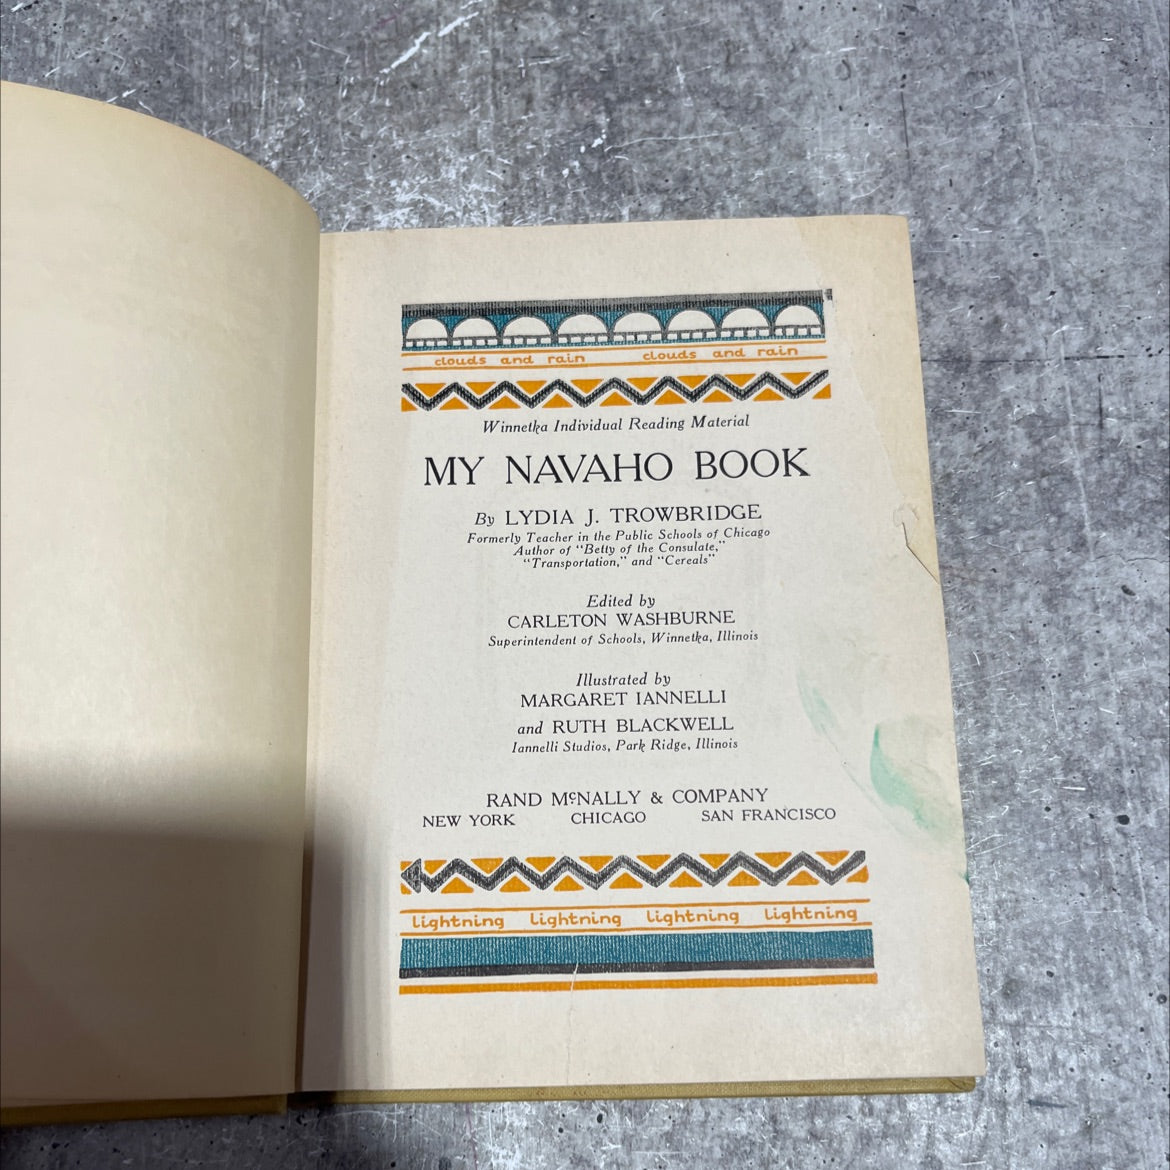 clouds and rain clouds and rain
Winnetka Individual Reading Material
MY NAVAHO BOOK
By LYDIA J. TROWBRIDGE
Formerly Teacher in the Public Schools of Chicago
Author of "Betty of the Consulate,"
"Transportation," and "Cereals"
Edited by
CARLETON WASHBURNE
Superintendent of Schools, Winnetka, Illinois
Illustrated by
MARGARET IANNELLI
and RUTH BLACKWELL
Iannelli Studios, Park Ridge, Illinois
RAND McNALLY & COMPANY
NEW YORK CHICAGO SAN FRANCISCO
lightning lightning lightning lightning